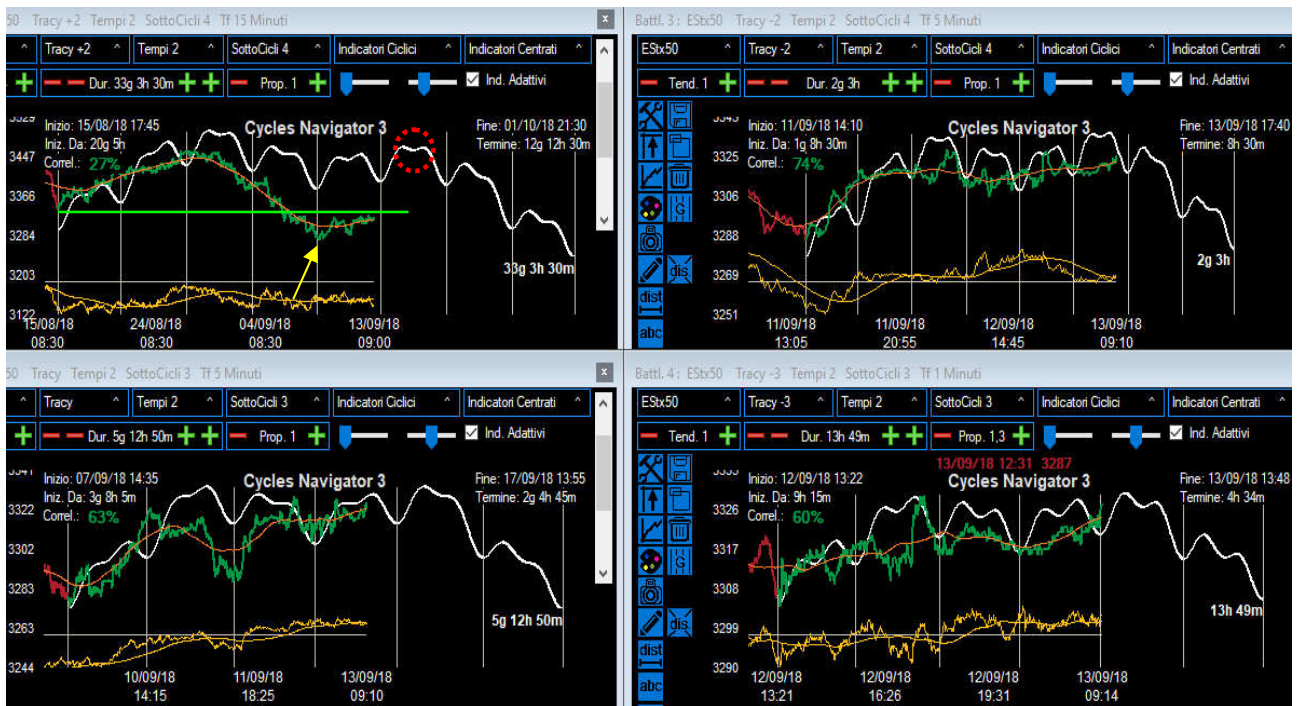 50 Tracy +2 Tempi 2 SottoCicli 4 Tf 15 Minuti x
^ Tracy +2 ^ Tempi 2 ^ SottoCicli 4 ^ Indicatori Ciclici ^ Indicatori Centrati ^
Dur. 33g 3h 30m Prop. 1 Ind. Adattivi
3529 Inizio: 15/08/18 17:45 Cycles Navigator 3 Fine: 01/10/18 21:30
Iniz. Da: 20g 5h Termine: 12g 12h 30m
3447 Correl.: 27%
3366
3284
3203 33g 3h 30m
3122
15/08/18 24/08/18 04/09/18 13/09/18
08:30 08:30 08:30 09:00
Battl. 3 : EStx50 Tracy -2 Tempi 2 SottoCicli 4 Tf 5 Minuti
EStx50 ^ Tracy -2 ^ Tempi 2 ^ SottoCicli 4 ^ Indicatori Ciclici ^ Indicatori Centrati ^
Tend. 1 Dur. 2g 3h Prop. 1 Ind. Adattivi
Inizio: 11/09/18 14:10 Cycles Navigator 3 Fine: 13/09/18 17:40
Iniz. Da: 1g 8h 30m Termine: 8h 30m
3325 Correl.: 74%
3306
3288
3269 dis 2g 3h
3251 dist
abc
11/09/18 11/09/18 12/09/18 13/09/18
13:05 20:55 14:45 09:10
50 Tracy Tempi 2 SottoCicli 3 Tf 5 Minuti x
^ Tracy ^ Tempi 2 ^ SottoCicli 3 ^ Indicatori Ciclici ^ Indicatori Centrati ^
Dur. 5g 12h 50m Prop. 1 Ind. Adattivi
3341 Inizio: 07/09/18 14:35 Cycles Navigator 3 Fine: 17/09/18 13:55
Iniz. Da: 3g 8h 5m Termine: 2g 4h 45m
3322 Correl.: 63%
3302
3283
3263 5g 12h 50m
3244
10/09/18 11/09/18 13/09/18
14:15 18:25 09:10
Battl. 4 : EStx50 Tracy -3 Tempi 2 SottoCicli 3 Tf 1 Minuti
EStx50 ^ Tracy -3 ^ Tempi 2 ^ SottoCicli 3 ^ Indicatori Ciclici ^ Indicatori Centrati ^
Tend. 1 Dur. 13h 49m Prop. 1,3 Ind. Adattivi
13/09/18 12:31 3287
Inizio: 12/09/18 13:22 Cycles Navigator 3 Fine: 13/09/18 13:48
Iniz. Da: 9h 15m Termine: 4h 34m
3326 Correl.: 60%
3317
3308
3299 dis 13h 49m
3290 dist
abc
12/09/18 12/09/18 12/09/18 13/09/18
13:21 16:26 19:31 09:14